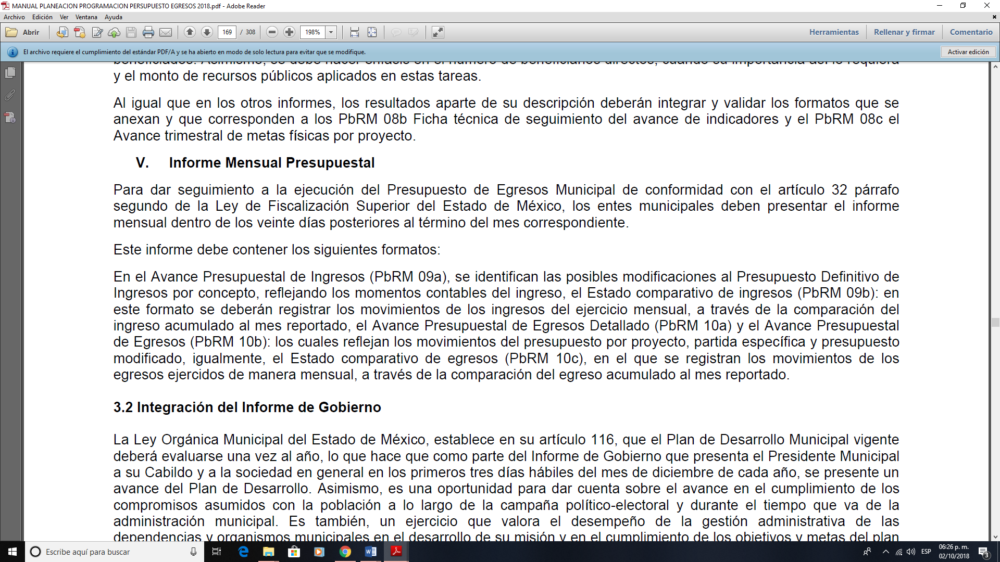 MANUAL PLANEACION PROGRAMACION PERSUPUESTO EGRESOS 2018.pdf - Adobe Reader
Archivo Edición Ver Ventana Ayuda
Abrir 169 / 308 198% Herramientas Rellenar y firmar Comentario
El archivo requiere el cumplimiento del estándar PDF/A y se ha abierto en modo de solo lectura para evitar que se modifique. Activar edición
beneficiados. Asimismo, se debe hacer énfasis en el número de beneficiarios directos, cuando su importancia así lo requiera
y el monto de recursos públicos aplicados en estas tareas.
Al igual que en los otros informes, los resultados aparte de su descripción deberán integrar y validar los formatos que se
anexan y que corresponden a los PbRM 08b Ficha técnica de seguimiento del avance de indicadores y el PbRM 08c el
Avance trimestral de metas físicas por proyecto.
V. Informe Mensual Presupuestal
Para dar seguimiento a la ejecución del Presupuesto de Egresos Municipal de conformidad con el artículo 32 párrafo
segundo de la Ley de Fiscalización Superior del Estado de México, los entes municipales deben presentar el informe
mensual dentro de los veinte días posteriores al término del mes correspondiente.
Este informe debe contener los siguientes formatos:
En el Avance Presupuestal de Ingresos (PbRM 09a), se identifican las posibles modificaciones al Presupuesto Definitivo de
Ingresos por concepto, reflejando los momentos contables del ingreso, el Estado comparativo de ingresos (PbRM 09b): en
este formato se deberán registrar los movimientos de los ingresos del ejercicio mensual, a través de la comparación del
ingreso acumulado al mes reportado, el Avance Presupuestal de Egresos Detallado (PbRM 10a) y el Avance Presupuestal
de Egresos (PbRM 10b): los cuales reflejan los movimientos del presupuesto por proyecto, partida específica y presupuesto
modificado, igualmente, el Estado comparativo de egresos (PbRM 10c), en el que se registran los movimientos de los
egresos ejercidos de manera mensual, a través de la comparación del egreso acumulado al mes reportado.
3.2 Integración del Informe de Gobierno
La Ley Orgánica Municipal del Estado de México, establece en su artículo 116, que el Plan de Desarrollo Municipal vigente
deberá evaluarse una vez al año, lo que hace que como parte del Informe de Gobierno que presenta el Presidente Municipal
a su Cabildo y a la sociedad en general en los primeros tres días hábiles del mes de diciembre de cada año, se presente un
avance del Plan de Desarrollo. Asimismo, es una oportunidad para dar cuenta sobre el avance en el cumplimiento de los
compromisos asumidos con la población a lo largo de la campaña político-electoral y durante el tiempo que va de la
administración municipal. Es también, un ejercicio que valora el desempeño de la gestión administrativa de las
dependencias y organismos municipales en el desarrollo de su misión y en el cumplimiento de los objetivos y metas del plan
Escribe aquí para buscar ESP 06:26 p. m.
02/10/2018 3